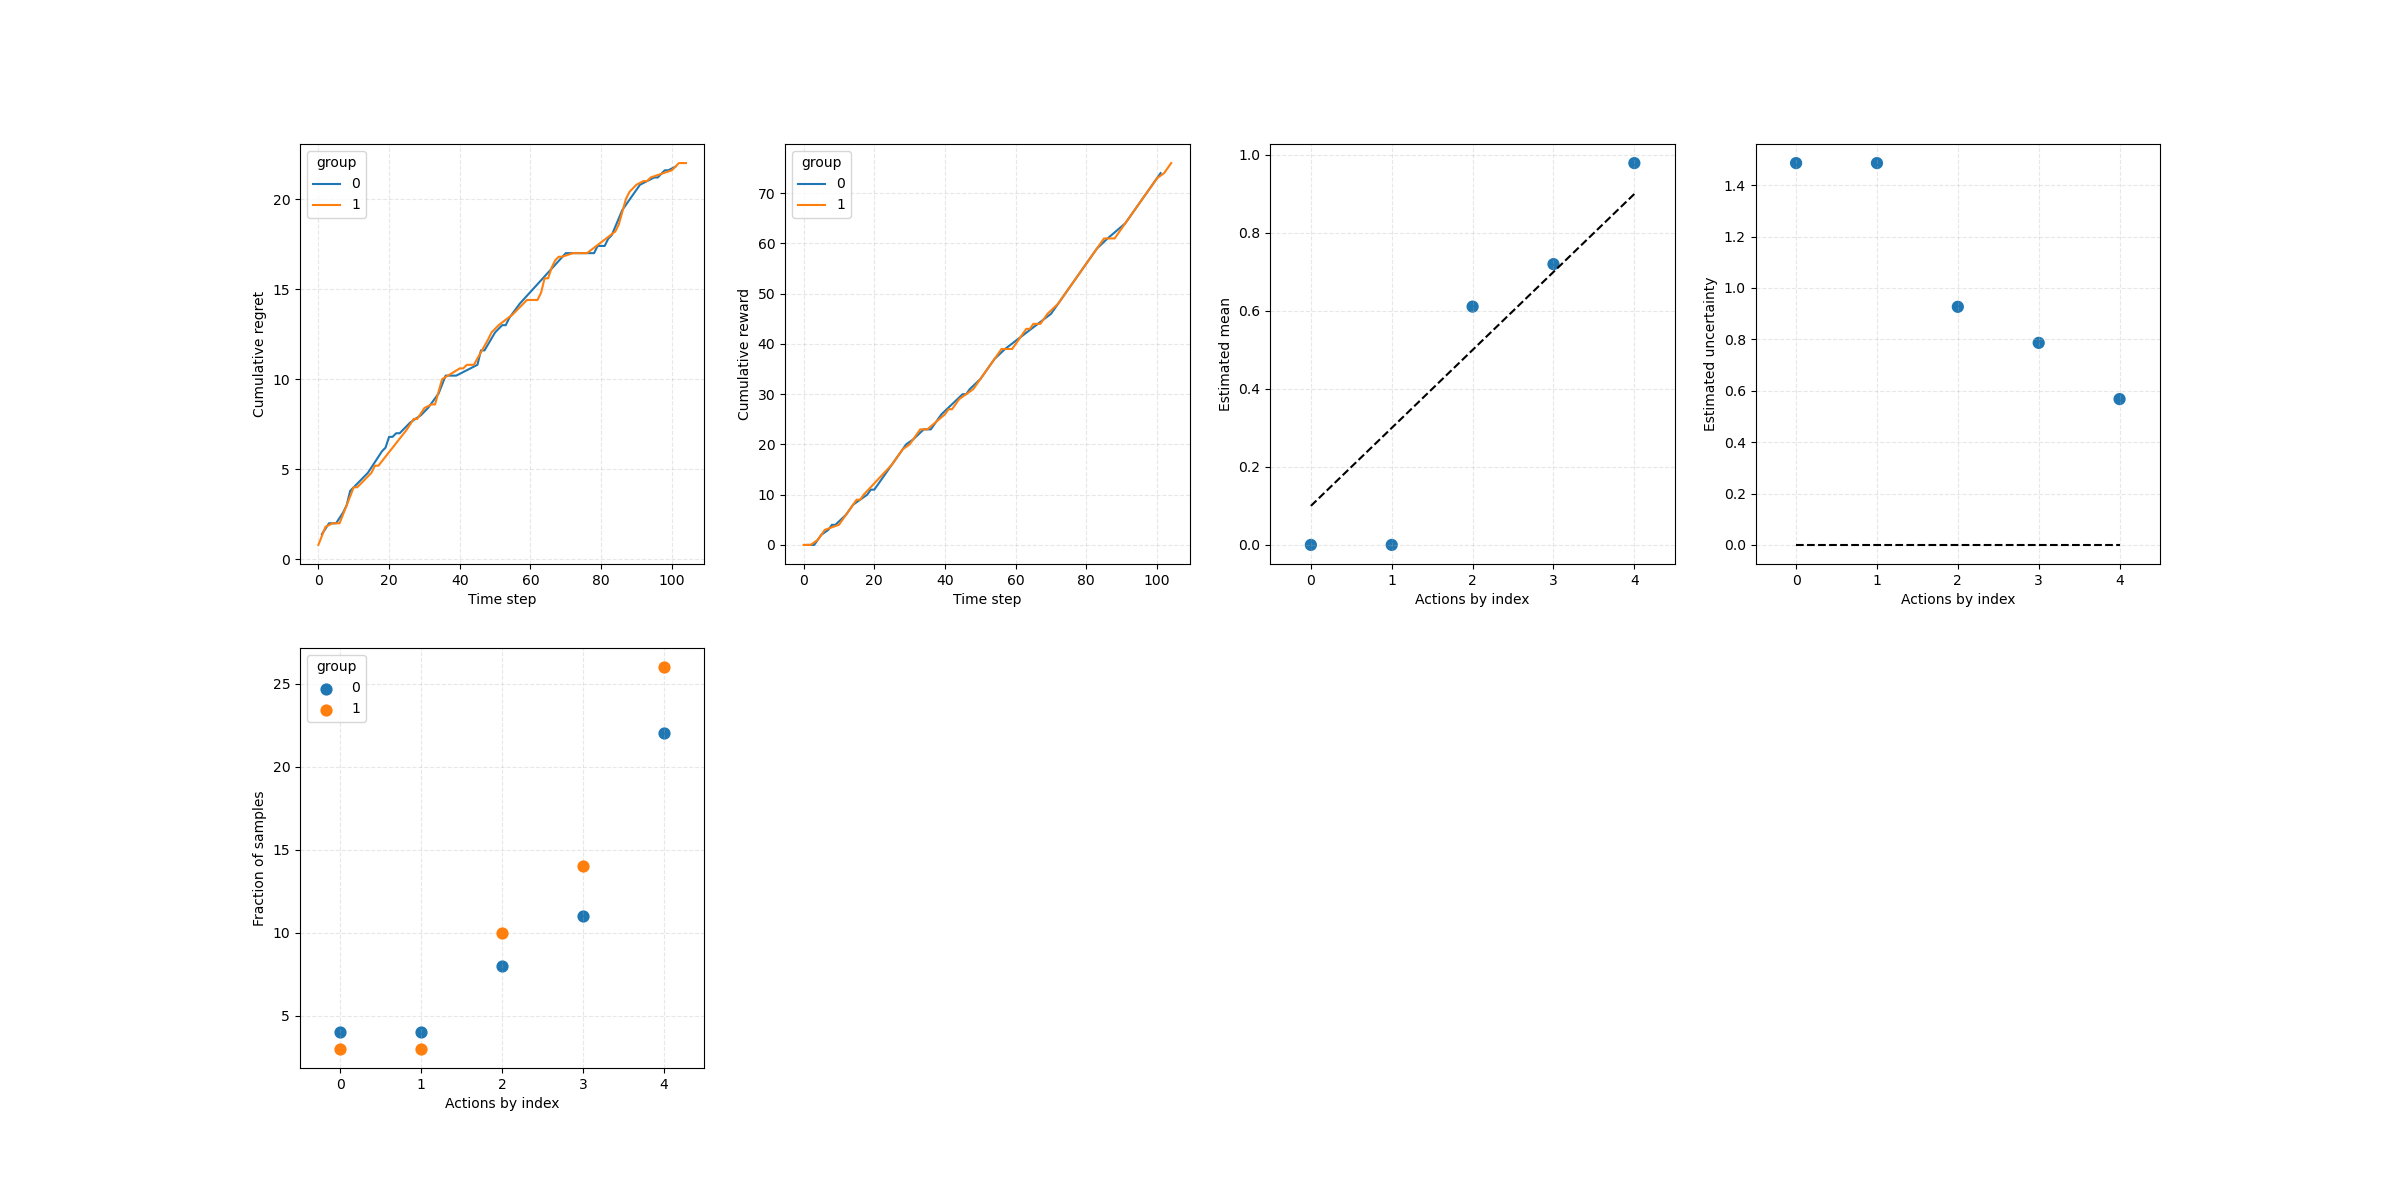 group
0
1
20
15
10
5
0
Cumulative regret
0 20 40 60 80 100
Time step
group
0
1
70
60
50
40
30
20
10
0
Cumulative reward
0 20 40 60 80 100
Time step
1.0
0.8
0.6
0.4
0.2
0.0
Estimated mean
0 1 2 3 4
Actions by index
1.4
1.2
1.0
0.8
0.6
0.4
0.2
0.0
Estimated uncertainty
0 1 2 3 4
Actions by index
group
0
1
25
20
15
10
5
Fraction of samples
0 1 2 3 4
Actions by index